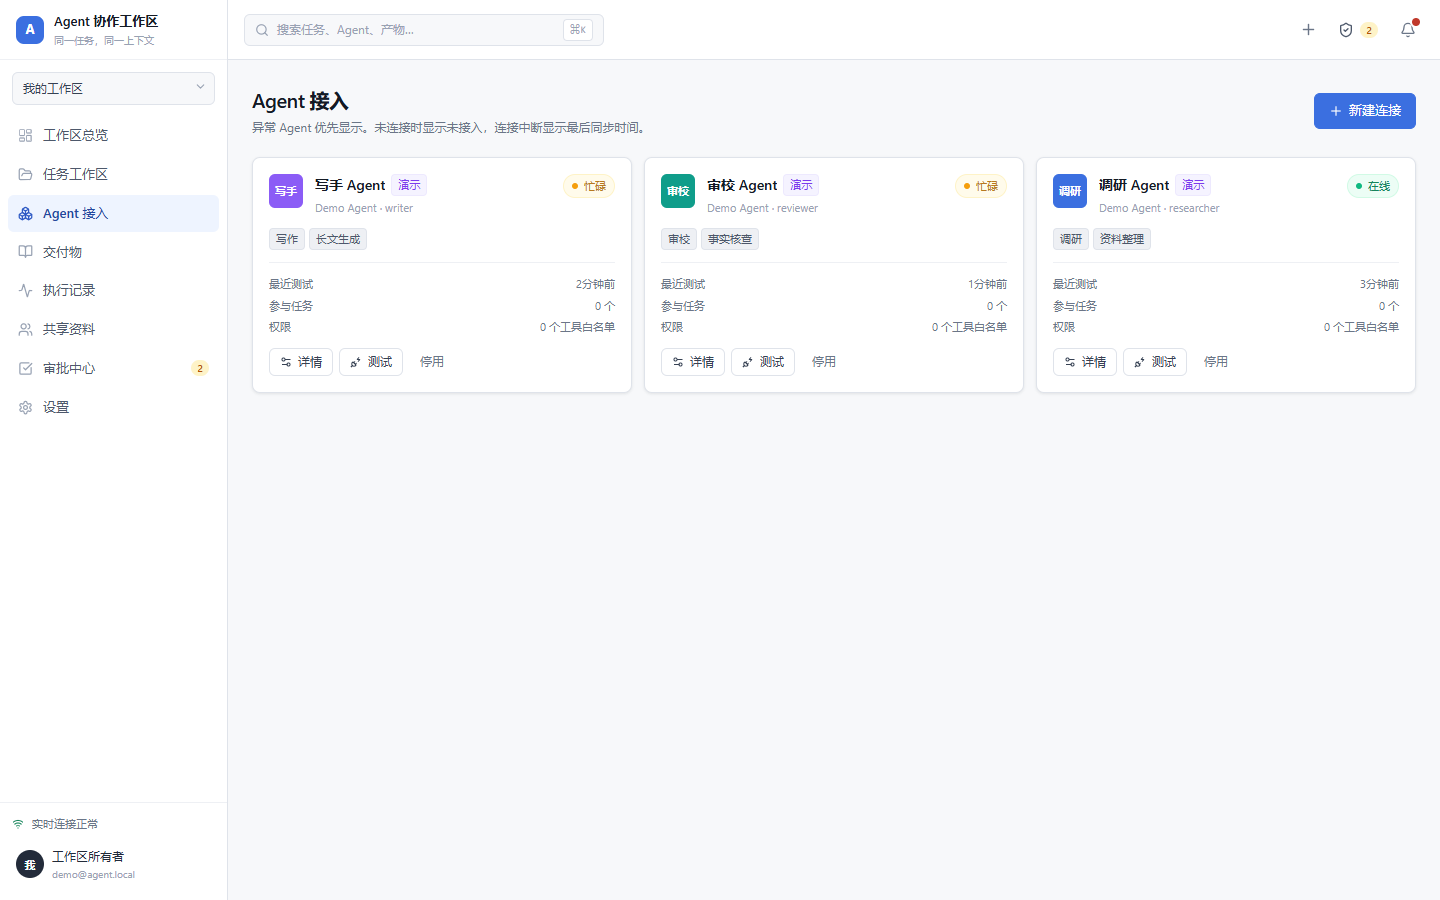 A
Agent 协作工作区
同一任务，同一上下文
我的工作区
工作区总览
任务工作区
Agent 接入
交付物
执行记录
共享资料
审批中心
2
设置
实时连接正常
我
工作区所有者
demo@agent.local
搜索任务、Agent、产物...
⌘K
2
Agent 接入
异常 Agent 优先显示。未连接时显示未接入，连接中断显示最后同步时间。
新建连接
写手
写手 Agent
演示
忙碌
Demo Agent · writer
写作
长文生成
最近测试
2分钟前
参与任务
0 个
权限
0 个工具白名单
详情
测试
停用
审校
审校 Agent
演示
忙碌
Demo Agent · reviewer
审校
事实核查
最近测试
1分钟前
参与任务
0 个
权限
0 个工具白名单
详情
测试
停用
调研
调研 Agent
演示
在线
Demo Agent · researcher
调研
资料整理
最近测试
3分钟前
参与任务
0 个
权限
0 个工具白名单
详情
测试
停用